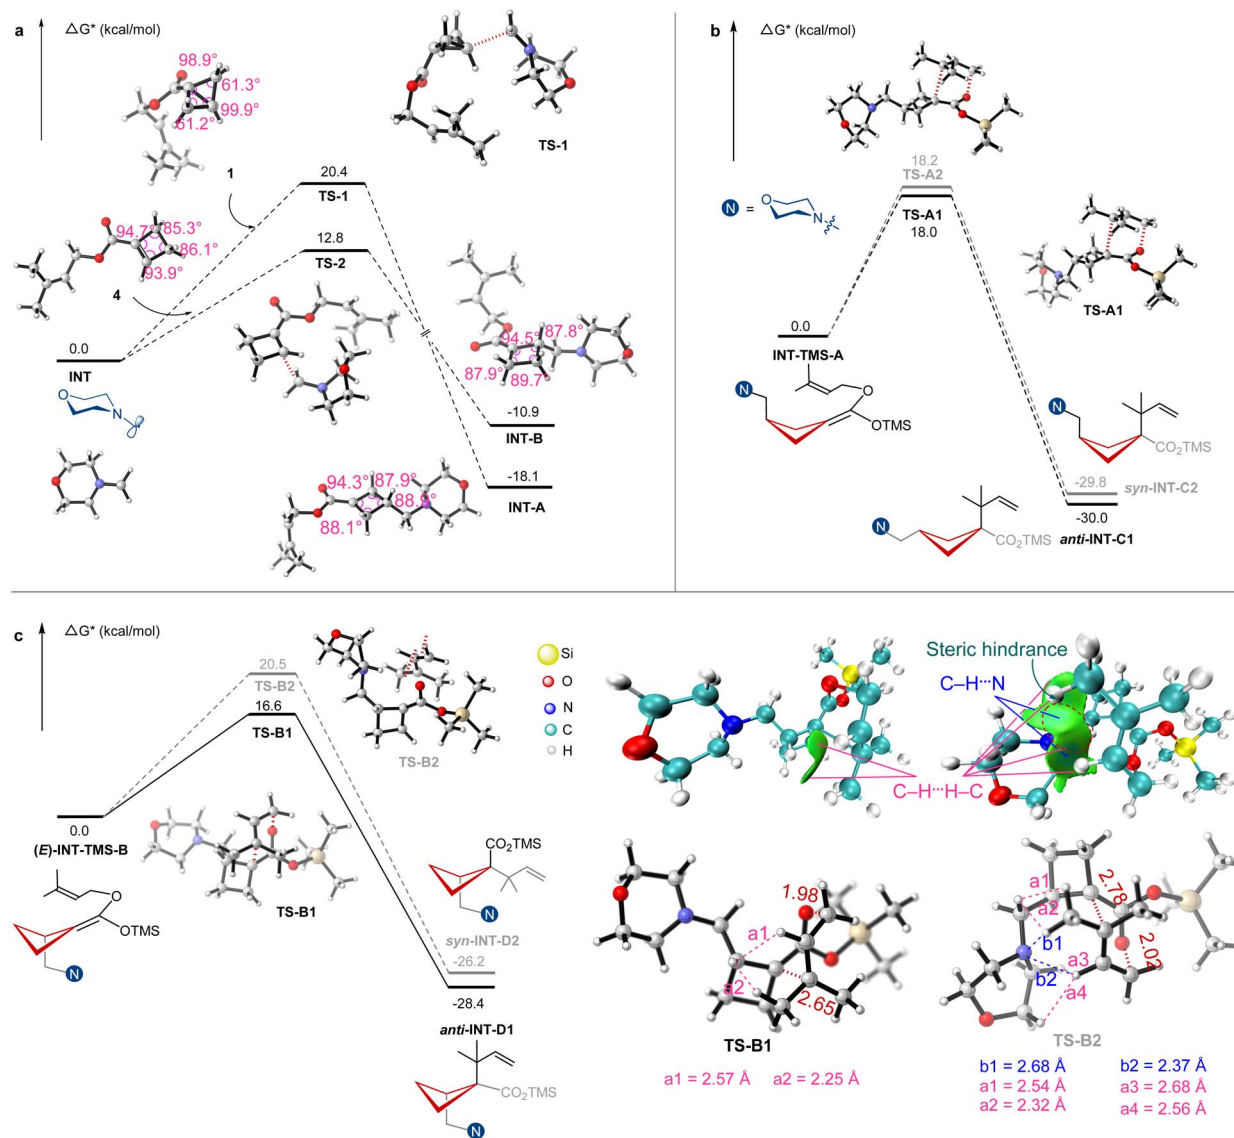 a
△G* (kcal/mol)
98.9°
61.3°
99.9°
61.2°
TS-1
1
20.4
TS-1
94.7°
85.3°
86.1°
93.9°
4
12.8
TS-2
0.0
INT
O
N
94.5°
87.8°
87.9°
89.7°
-10.9
INT-B
94.3°
87.9°
88.1°
-18.1
INT-A
b
△G* (kcal/mol)
N = O N
18.2
TS-A2
TS-A1
18.0
TS-A1
0.0
INT-TMS-A
N
O
OTMS
N
CO2TMS
-29.8
syn-INT-C2
-30.0
anti-INT-C1
N
CO2TMS
c
△G* (kcal/mol)
20.5
TS-B2
16.6
TS-B1
TS-B2
0.0
(E)-INT-TMS-B
O
OTMS
N
TS-B1
CO2TMS
N
syn-INT-D2
-26.2
-28.4
anti-INT-D1
CO2TMS
N
Si
O
N
C
H
Steric hindrance
C–H···N
C–H···H–C
1.98
a1
a2
2.65
TS-B1
a1 = 2.57 Å a2 = 2.25 Å
a1
a2
2.78
b1
b2
a3
2.02
a4
TS-B2
b1 = 2.68 Å b2 = 2.37 Å
a1 = 2.54 Å a3 = 2.68 Å
a2 = 2.32 Å a4 = 2.56 Å